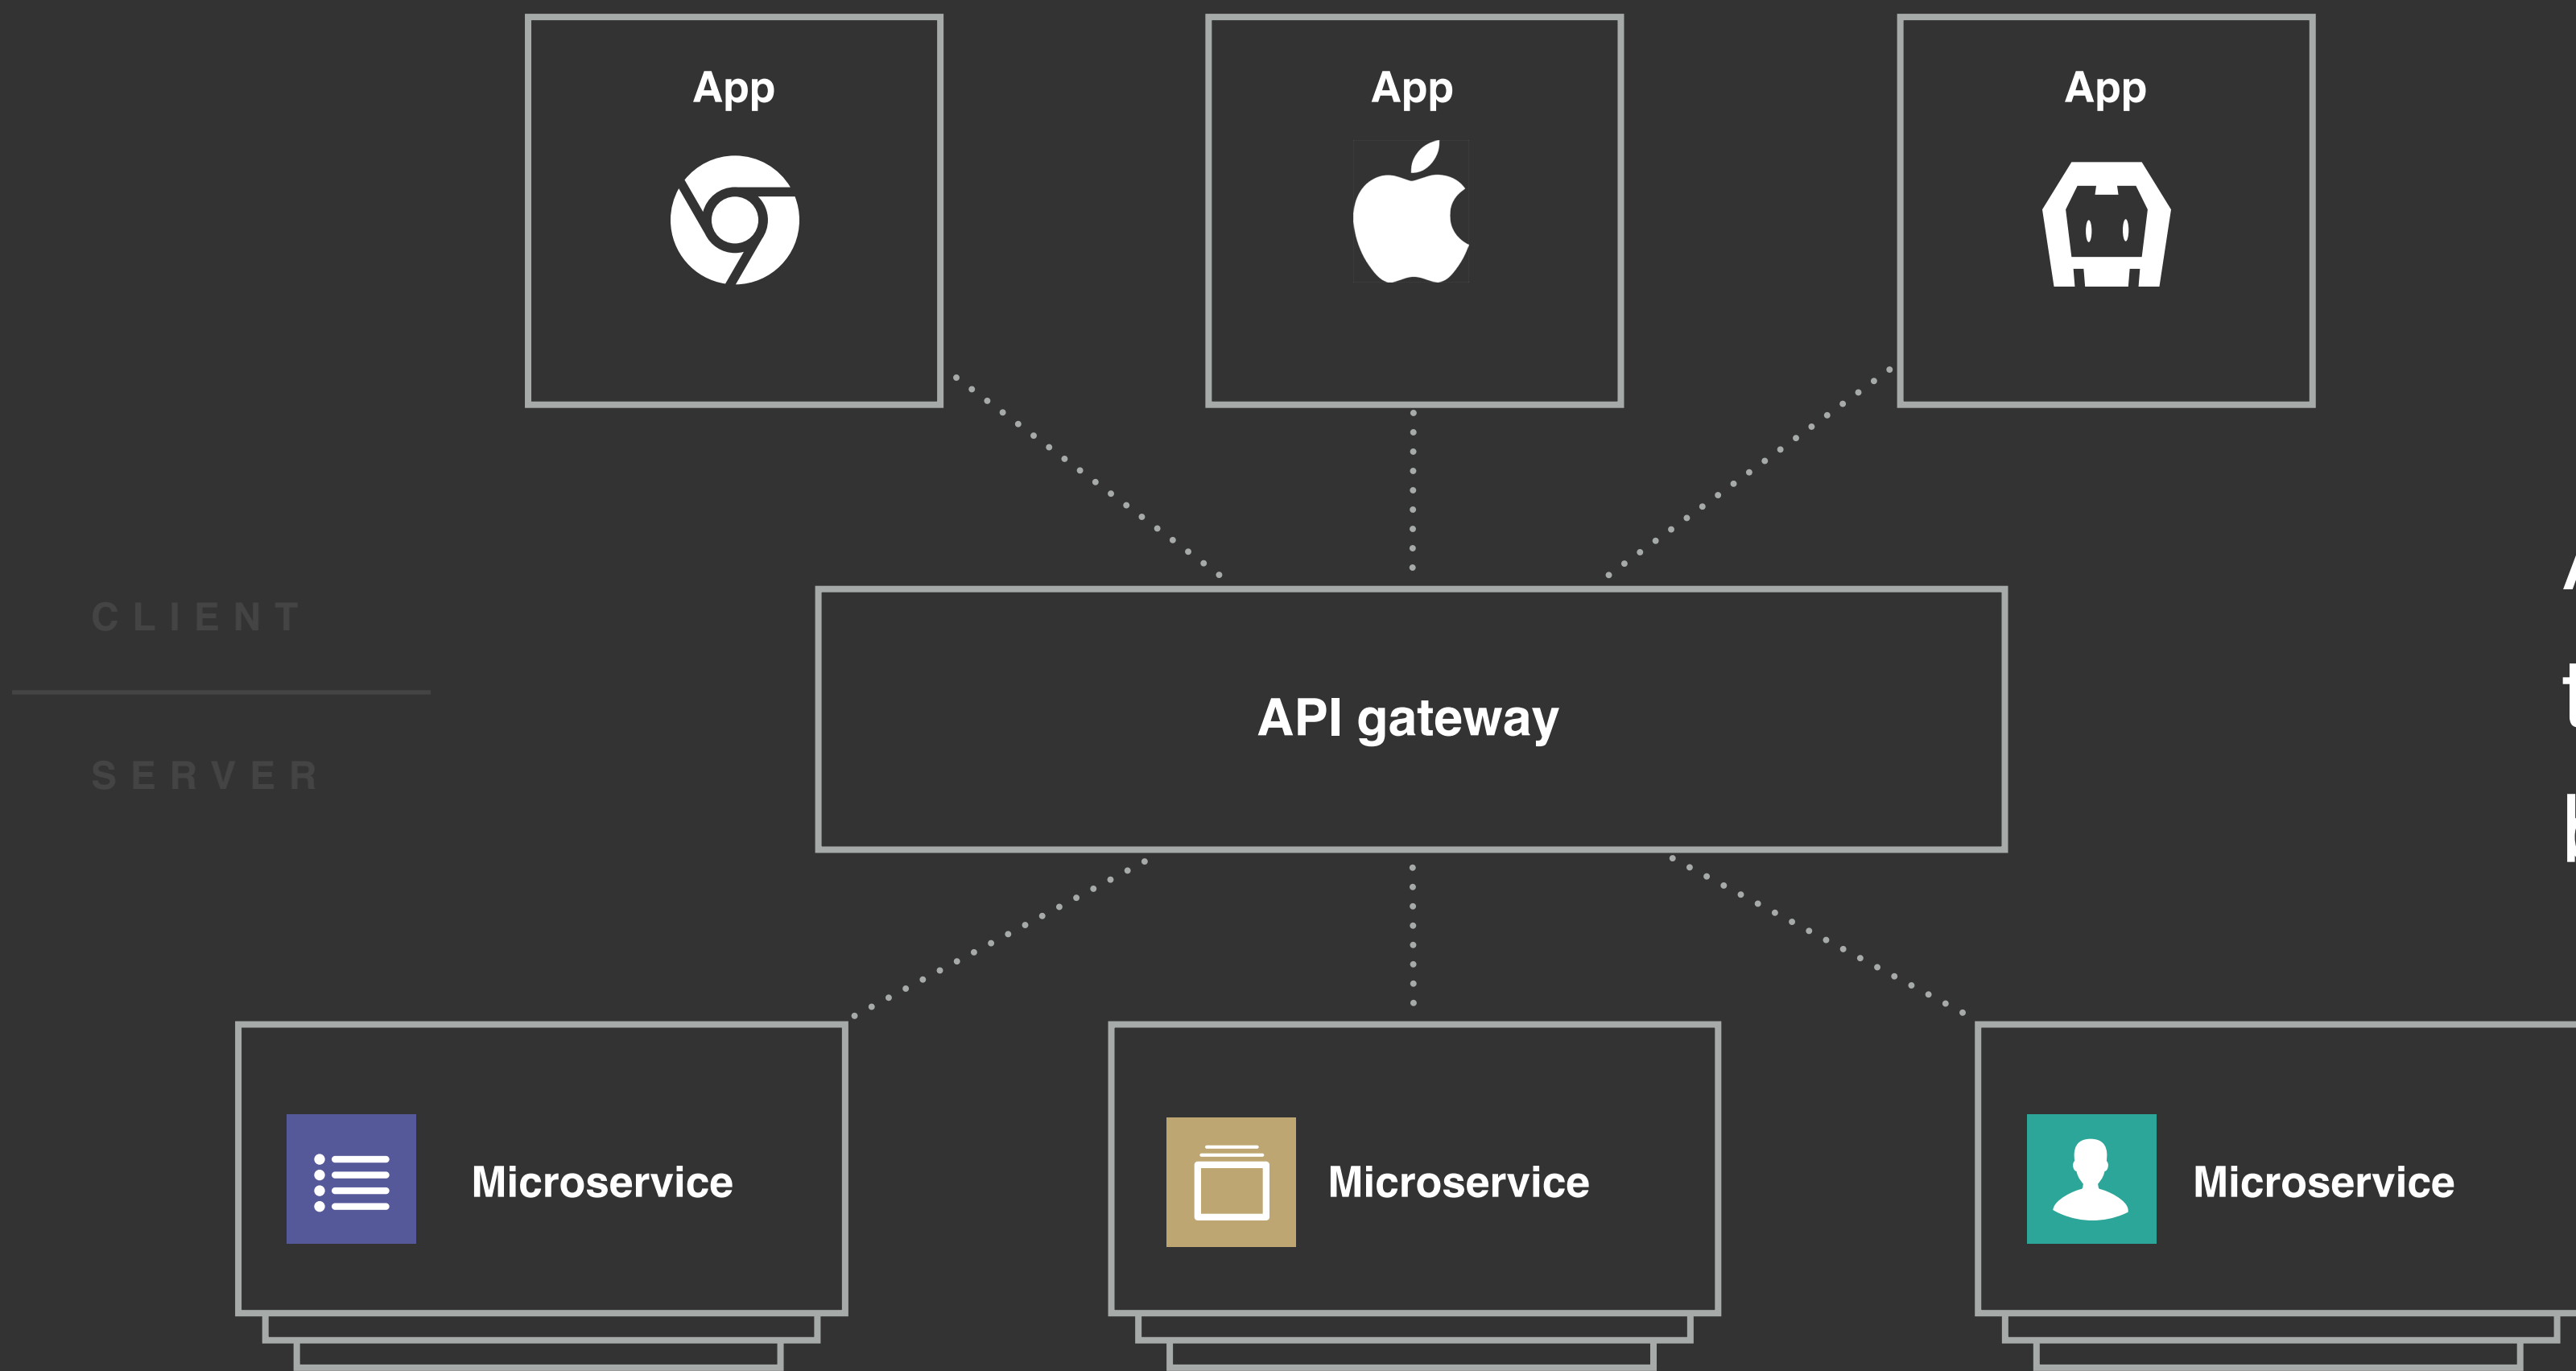 App
App
App
CLIENT
SERVER
API gateway
Microservice
Microservice
Microservice